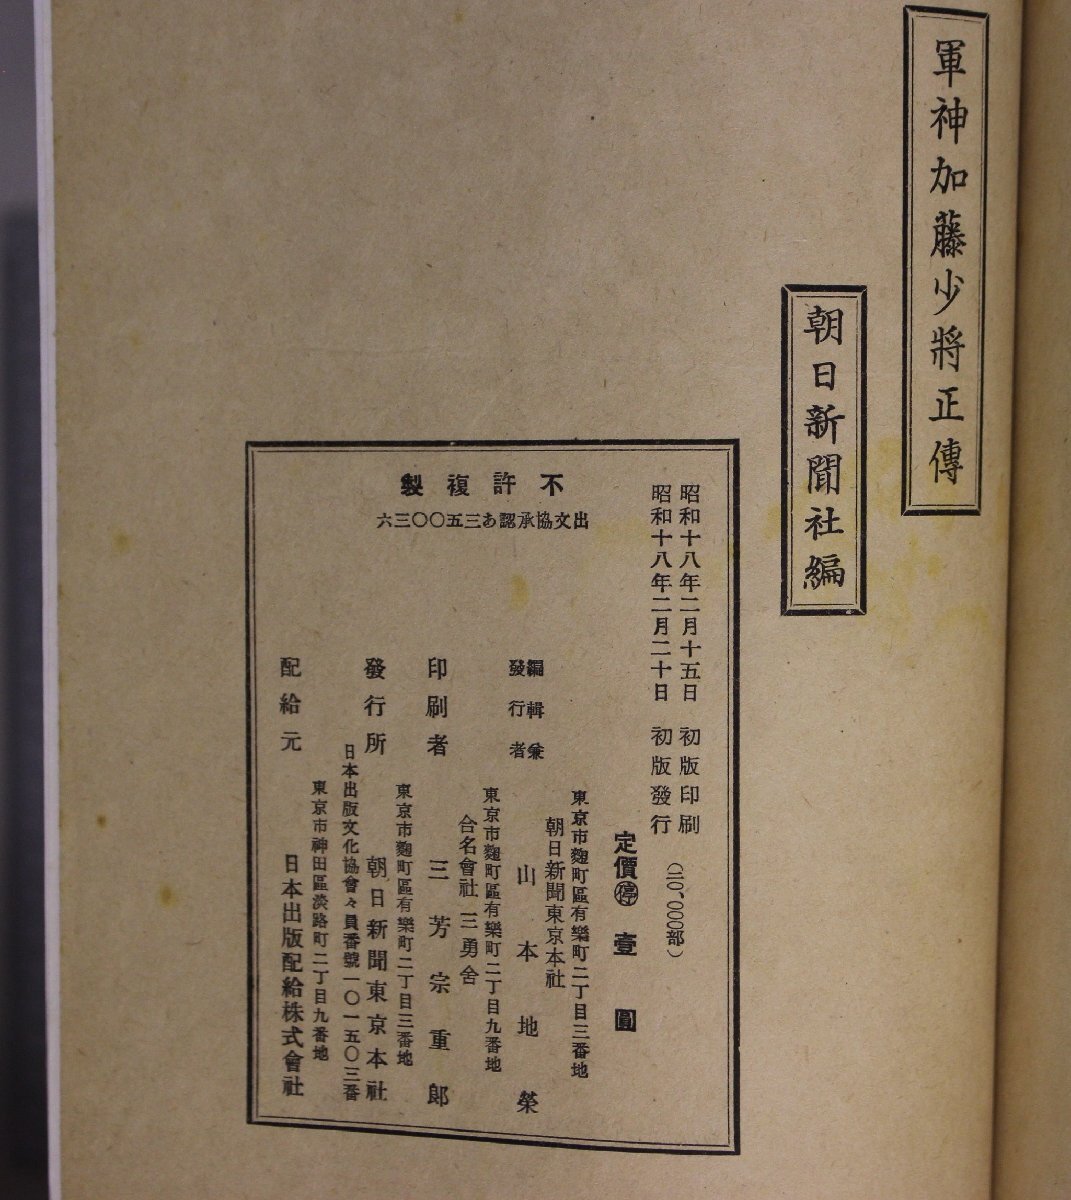 軍神加藤少將正傳
朝日新聞社編
不許複製
出文協承認あ三五〇〇三六
昭和十八年二月十五日 初版印刷
昭和十八年二月二十日 初版發行
(二〇、〇〇〇部)
定價㊡壹圓
東京市麴町區有樂町二丁目三番地
朝日新聞東京本社
編輯兼
發行者 山本地榮
東京市麴町區有樂町二丁目九番地
合名會社三勇舍
印刷者 三芳宗重郞
東京市麴町區有樂町二丁目三番地
發行所 朝日新聞東京本社
日本出版文化協會々員番號一〇一五〇三番
東京市神田區淡路町二丁目九番地
配給元 日本出版配給株式會社